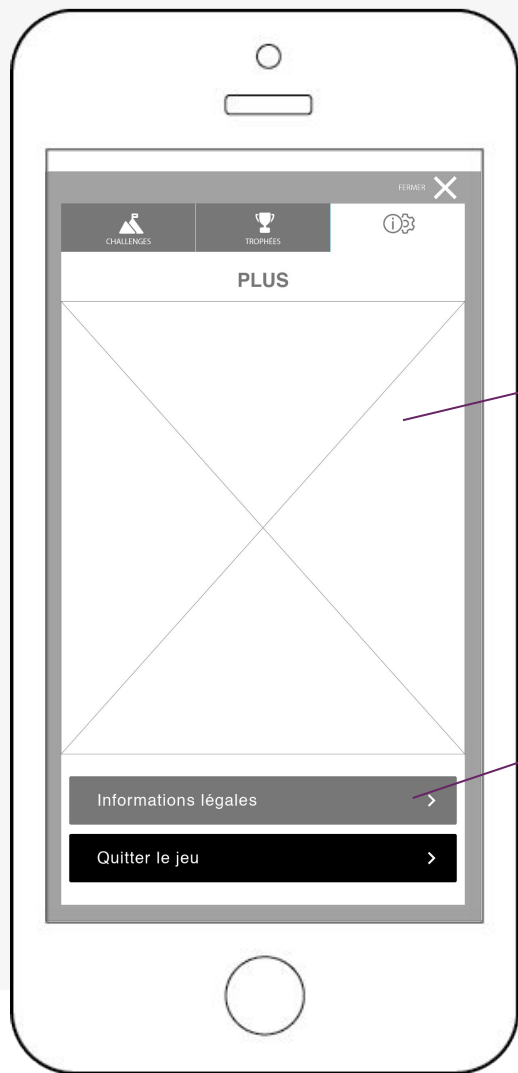 FERMER
CHALLENGES
TROPHÉES
PLUS
Informations légales
Quitter le jeu